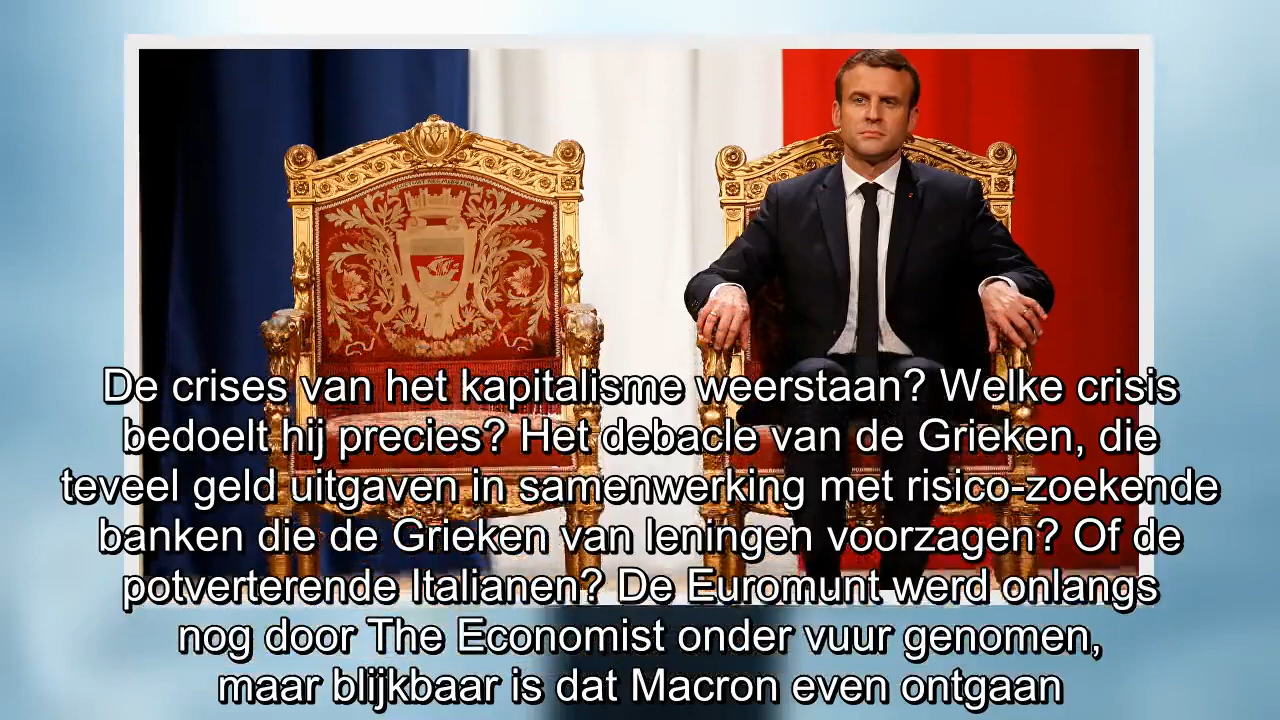 De crises van het kapitalisme weerstaan? Welke crisis
bedoelt hij precies? Het debacle van de Grieken, die
teveel geld uitgaven in samenwerking met risico-zoekende
banken die de Grieken van leningen voorzagen? Of de
potverterende Italianen? De Euromunt werd onlangs
nog door The Economist onder vuur genomen,
maar blijkbaar is dat Macron even ontgaan